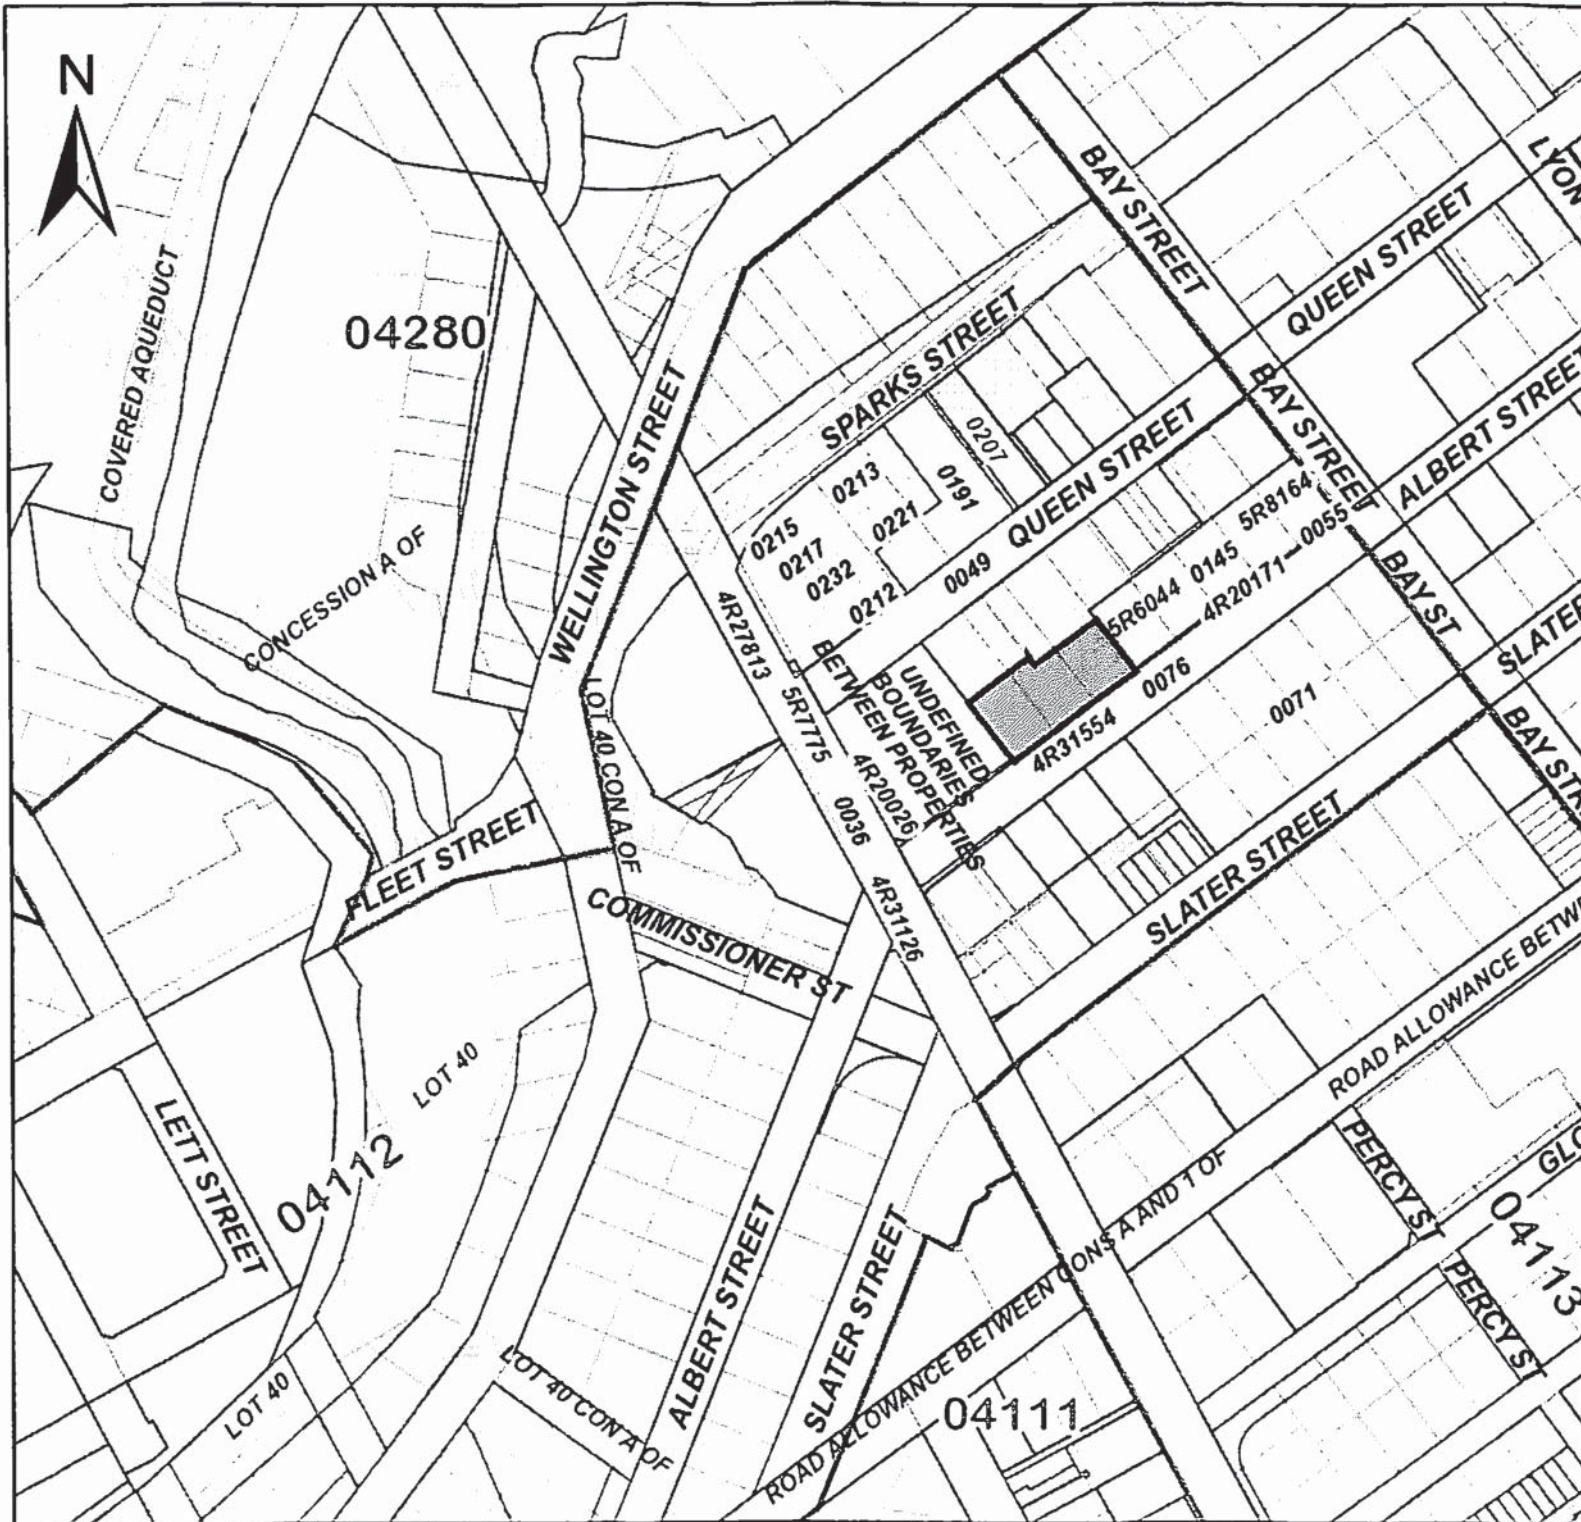 N
BAY STREET
LYON
QUEEN STREET
COVERED AQUEDUCT
04280
SPARKS STREET
WELLINGTON STREET
BAY STREET
ALBERT STREET
QUEEN STREET
0207
0213
0191
0215
0221
0217
0232
0212
0049
5R8164
0055
0145
4R20171
5R6044
BAY ST
SLATER
CONCESSION A OF
4R27813
5R7775
UNDEFINED
BOUNDARIES
BETWEEN PROPERTIES
0076
0071
4R31554
LOT 40 CON A OF
4R20026
0036
BAY STR
FLEET STREET
COMMISSIONER ST
4R31126
SLATER STREET
ROAD ALLOWANCE BETWE
LOT 40
LETT STREET
04112
PERCY ST
GLO
04113
PERCY ST
ALBERT STREET
SLATER STREET
ROAD ALLOWANCE BETWEEN CONS A AND 1 OF
LOT 40
LOT 40 CON A OF
04111